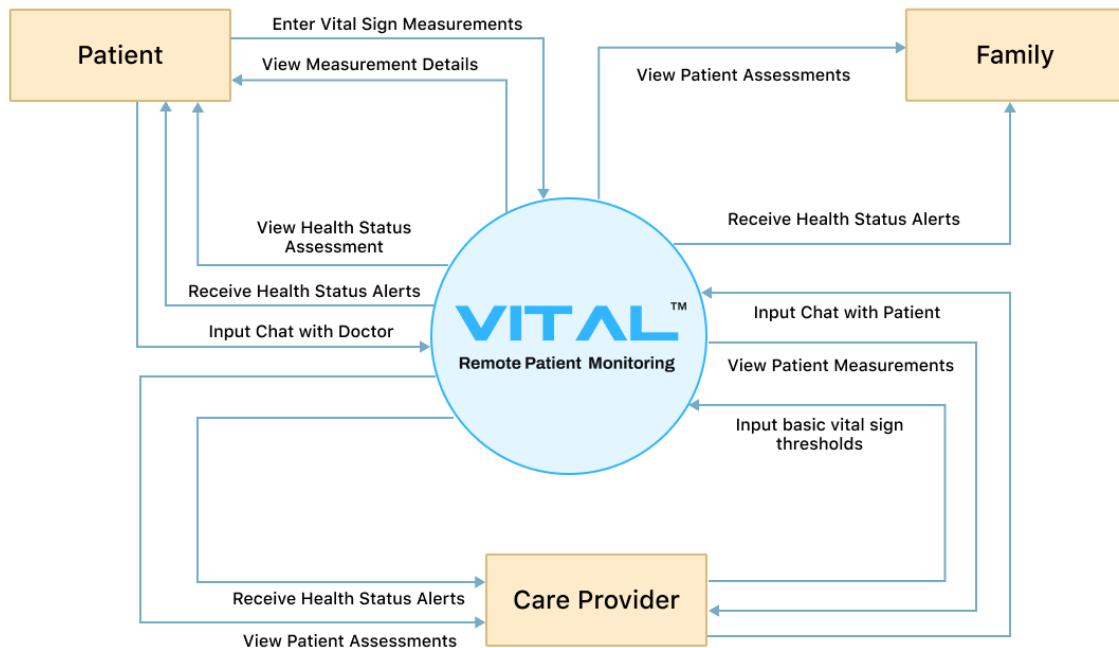 Patient
Enter Vital Sign Measurements
View Measurement Details
Family
View Patient Assessments
View Health Status
Assessment
Receive Health Status Alerts
Receive Health Status Alerts
Input Chat with Doctor
VITAL™
Remote Patient Monitoring
Input Chat with Patient
View Patient Measurements
Input basic vital sign
thresholds
Care Provider
Receive Health Status Alerts
View Patient Assessments